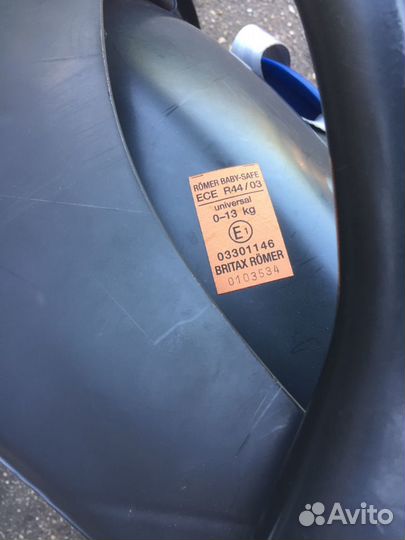 RÖMER BABY-SAFE
ECE R44/03
universal
0-13 kg
E1
03301146
BRITAX RÖMER
0103534
Avito